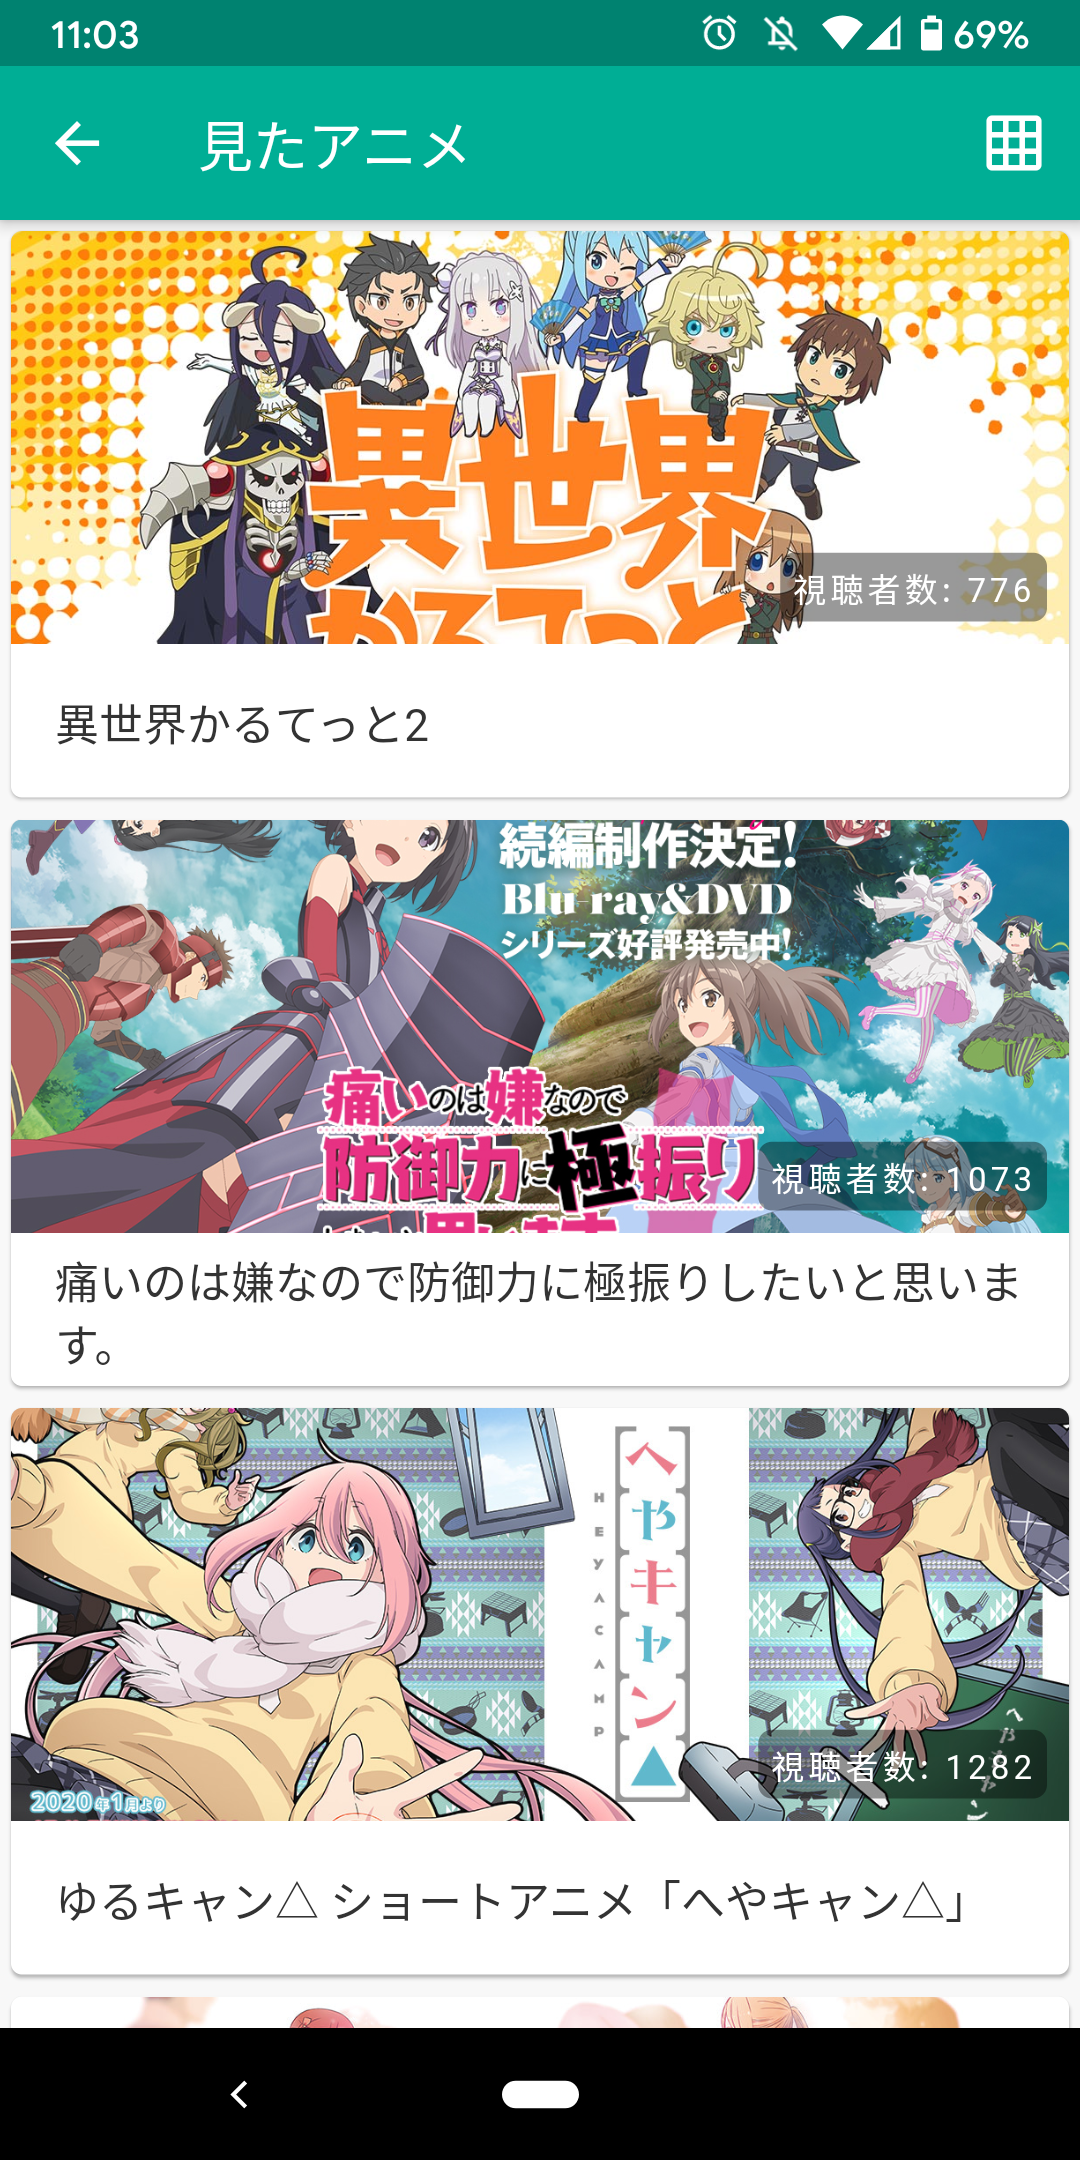 11:03
69%
見たアニメ
異世界
かるてっと
視聴者数: 776
異世界かるてっと2
続編制作決定!
Blu-ray&DVD
シリーズ好評発売中!
痛いのは嫌なので
防御力に極振り
視聴者数: 1073
痛いのは嫌なので防御力に極振りしたいと思いま
す。
へやキャン▲
HEYACAMP
2020年1月より
視聴者数: 1282
ゆるキャン△ ショートアニメ「へやキャン△」